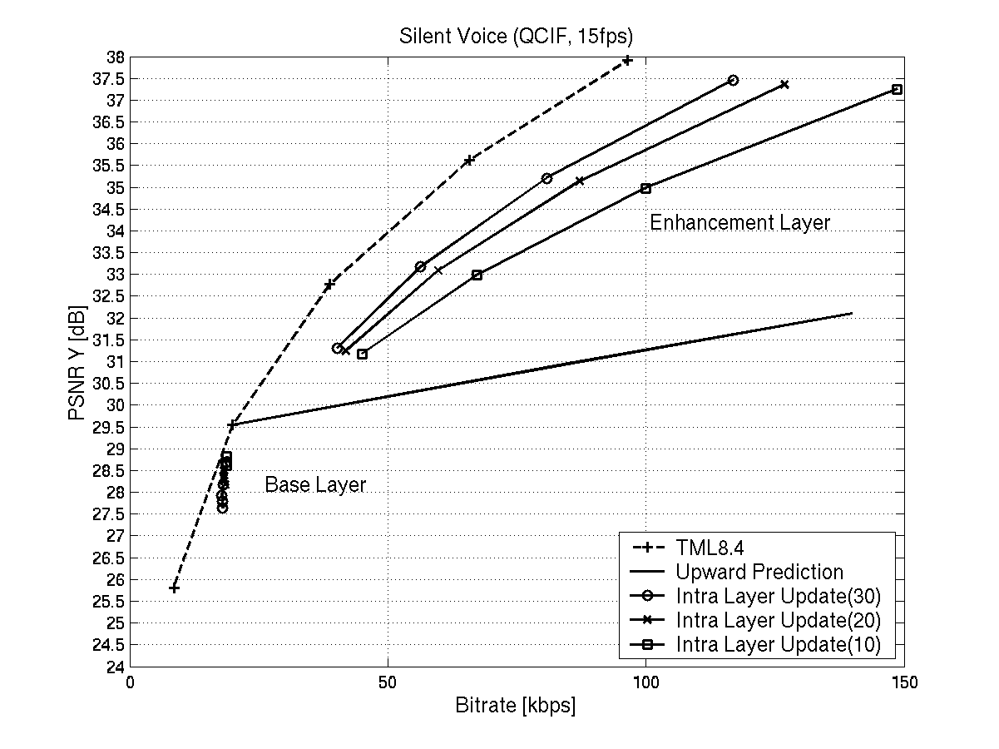 Silent Voice (QCIF, 15fps)
38
37.5
37
36.5
36
35.5
35
34.5
34
33.5
33
32.5
32
31.5
31
30.5
30
29.5
29
28.5
28
27.5
27
26.5
26
25.5
25
24.5
24
PSNR Y [dB]
Enhancement Layer
Base Layer
TML8.4
Upward Prediction
Intra Layer Update(30)
Intra Layer Update(20)
Intra Layer Update(10)
0 50 100 150
Bitrate [kbps]